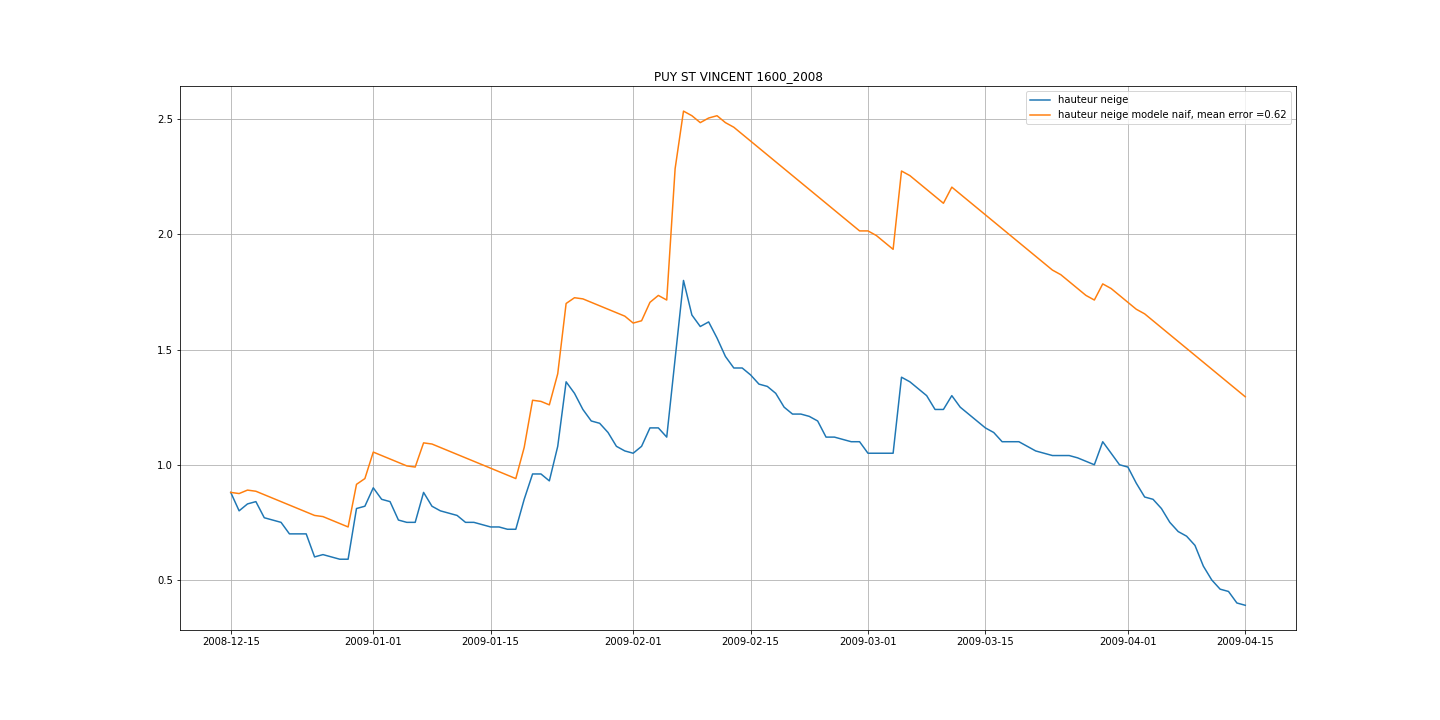 PUY ST VINCENT 1600_2008
hauteur neige
hauteur neige modele naif, mean error =0.62
2.5
2.0
1.5
1.0
0.5
2008-12-15 2009-01-01 2009-01-15 2009-02-01 2009-02-15 2009-03-01 2009-03-15 2009-04-01 2009-04-15